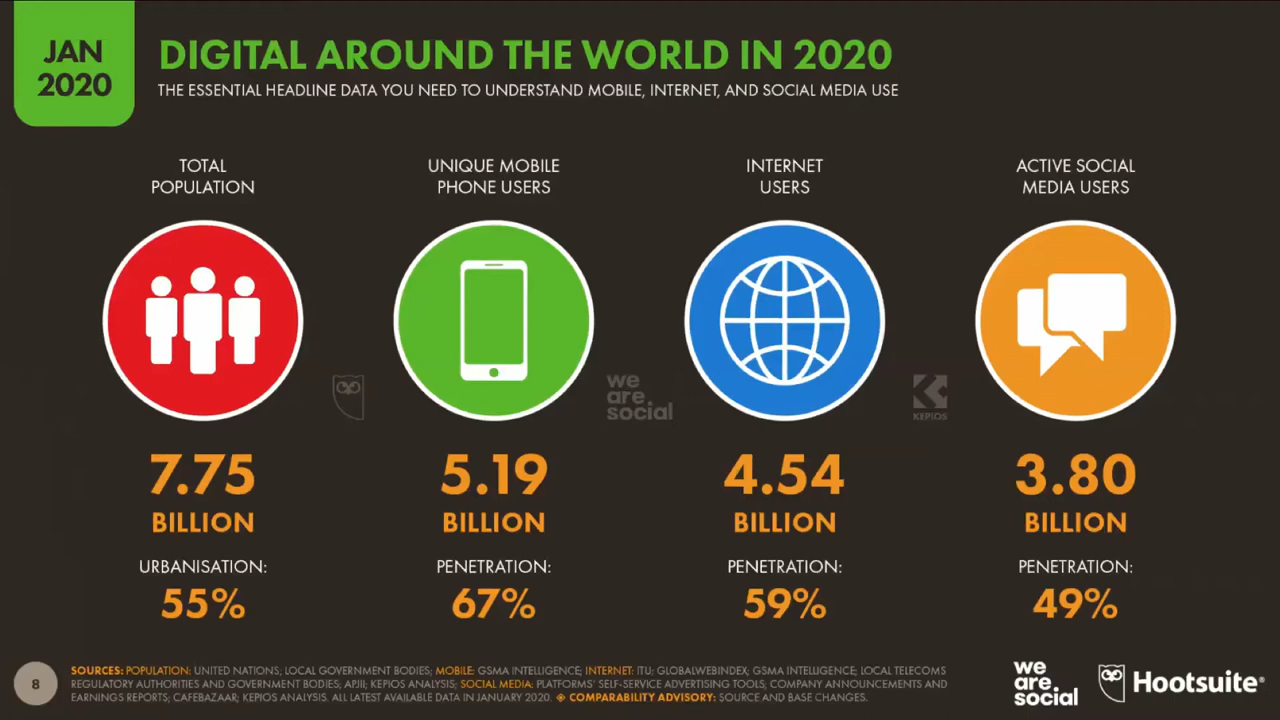 JAN
2020
DIGITAL AROUND THE WORLD IN 2020
THE ESSENTIAL HEADLINE DATA YOU NEED TO UNDERSTAND MOBILE, INTERNET, AND SOCIAL MEDIA USE
TOTAL
POPULATION
UNIQUE MOBILE
PHONE USERS
INTERNET
USERS
ACTIVE SOCIAL
MEDIA USERS
we
are
social
KEPIOS
7.75
BILLION
URBANISATION:
55%
5.19
BILLION
PENETRATION:
67%
4.54
BILLION
PENETRATION:
59%
3.80
BILLION
PENETRATION:
49%
8
SOURCES: POPULATION: UNITED NATIONS; LOCAL GOVERNMENT BODIES; MOBILE: GSMA INTELLIGENCE; INTERNET: ITU; GLOBALWEBINDEX; GSMA INTELLIGENCE; LOCAL TELECOMS
REGULATORY AUTHORITIES AND GOVERNMENT BODIES; APJII; KEPIOS ANALYSIS; SOCIAL MEDIA: PLATFORMS' SELF-SERVICE ADVERTISING TOOLS; COMPANY ANNOUNCEMENTS AND
EARNINGS REPORTS; CAFEBAZAAR; KEPIOS ANALYSIS. ALL LATEST AVAILABLE DATA IN JANUARY 2020. ❖ COMPARABILITY ADVISORY: SOURCE AND BASE CHANGES.
we
are
social
Hootsuite®